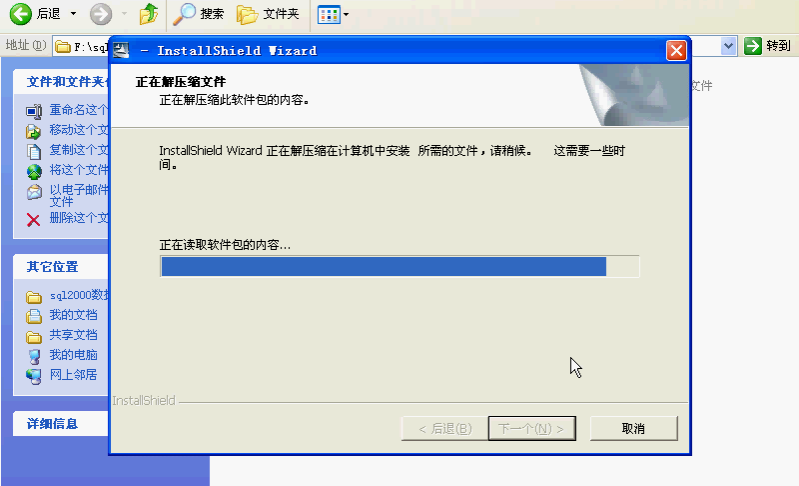 后退
搜索
文件夹
地址(D)
F:\sql
转到
- InstallShield Wizard
正在解压缩文件
正在解压缩此软件包的内容。
InstallShield Wizard 正在解压缩在计算机中安装 所需的文件，请稍候。 这需要一些时
间。
正在读取软件包的内容...
InstallShield
< 后退(B)
下一个(N) >
取消
文件和文件夹
重命名这个
移动这个文
复制这个文
将这个文件
以电子邮件
文件
删除这个文
其它位置
sql2000数据
我的文档
共享文档
我的电脑
网上邻居
详细信息
文件